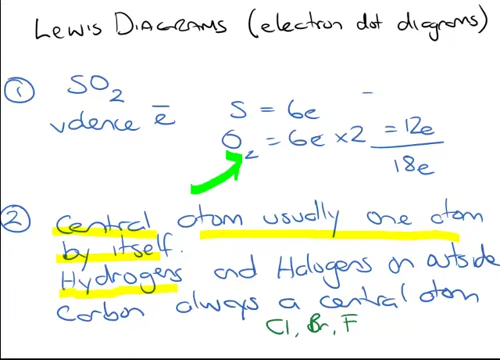 LEWIS DIAGRAMS (electron dot diagrams)
① SO2
valence e̅
S = 6e
O2 = 6e × 2 = 12e
18e
② Central atom usually one atom
by itself.
Hydrogens and Halogens on outside
Carbon always a central atom
Cl, Br, F